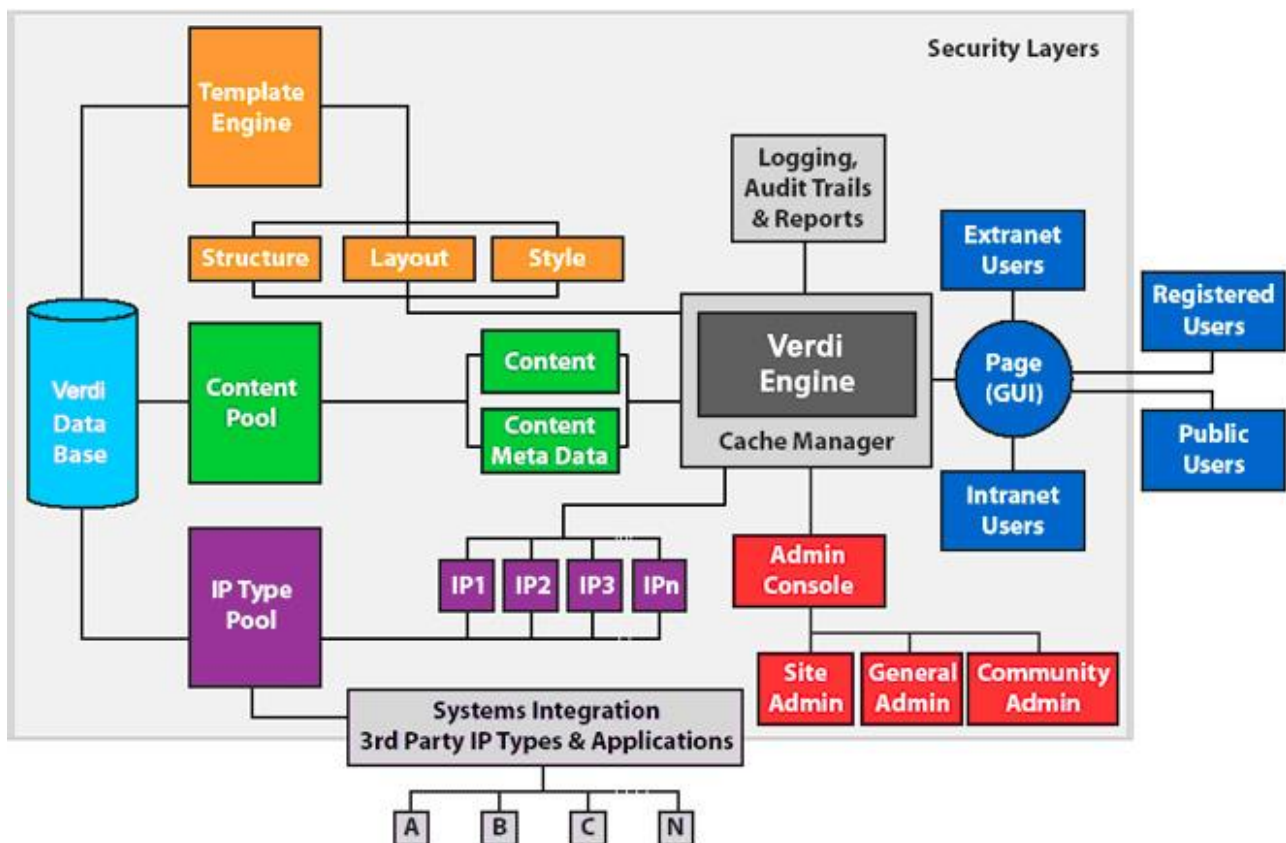 Security Layers
Template
Engine
Logging,
Audit Trails
& Reports
Structure
Layout
Style
Extranet
Users
Registered
Users
Verdi
Data
Base
Content
Pool
Content
Content
Meta Data
Verdi
Engine
Cache Manager
Page
(GUI)
Public
Users
Intranet
Users
IP Type
Pool
IP1
IP2
IP3
IPn
Admin
Console
Site
Admin
General
Admin
Community
Admin
Systems Integration
3rd Party IP Types & Applications
A
B
C
N